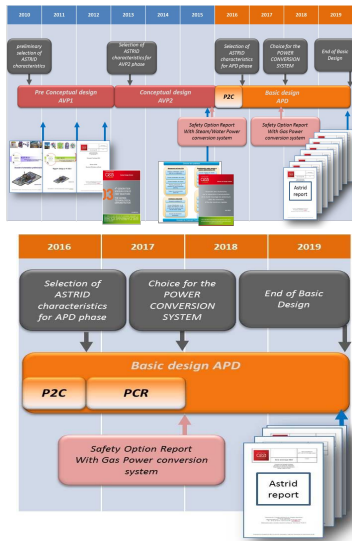 2010 2011 2012 2013 2014 2015 2016 2017 2018 2019
preliminary
selection of
ASTRID
characteristics
Selection of
ASTRID
characteristics for
AVP2 phase
Selection of
ASTRID
characteristics
for APD phase
Choice for the
POWER
CONVERSION
SYSTEM
End of Basic
Design
Pre Conceptual design
AVP1
Conceptual design
AVP2
P2C
Basic design
APD
Safety Option Report
With Steam/Water Power
conversion system
Safety Option Report
With Gas Power
conversion system
Astrid
report
2016 2017 2018 2019
Selection of
ASTRID
characteristics
for APD phase
Choice for the
POWER
CONVERSION
SYSTEM
End of Basic
Design
Basic design APD
P2C
PCR
Safety Option Report
With Gas Power conversion
system
Astrid
report